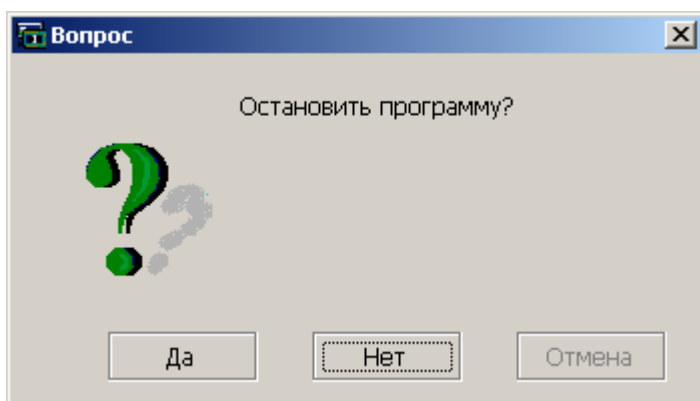 Вопрос
Остановить программу?
Да
Нет
Отмена